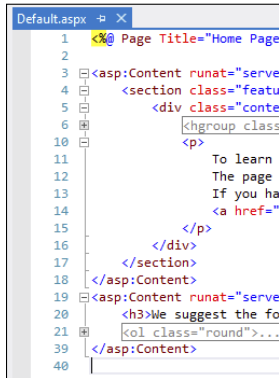 Default.aspx
1 <%@ Page Title="Home Page
2
3 <asp:Content runat="serve
4 <section class="featu
5 <div class="conte
6 <hgroup class
10 <p>
11 To learn
12 The page
13 If you ha
14 <a href="
15 </p>
16 </div>
17 </section>
18 </asp:Content>
19 <asp:Content runat="serve
20 <h3>We suggest the fo
21 <ol class="round">...
39 </asp:Content>
40